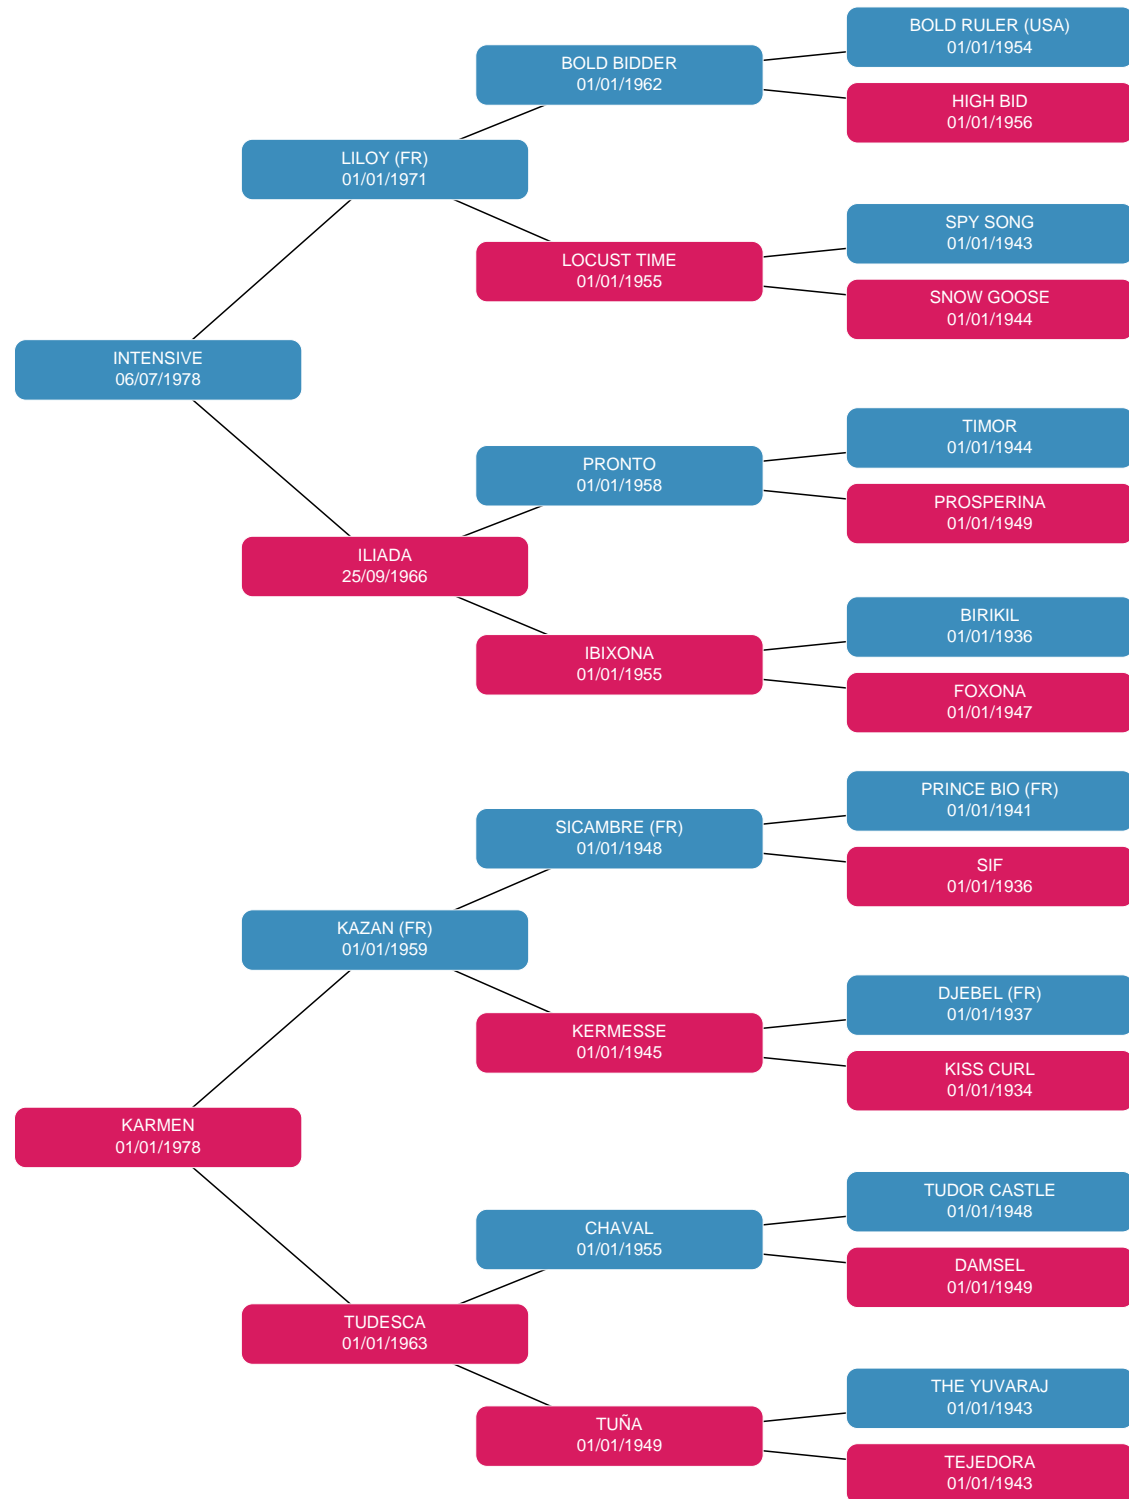 BOLD RULER (USA)
01/01/1954
BOLD BIDDER
01/01/1962
HIGH BID
01/01/1956
LILOY (FR)
01/01/1971
SPY SONG
01/01/1943
LOCUST TIME
01/01/1955
SNOW GOOSE
01/01/1944
INTENSIVE
06/07/1978
TIMOR
01/01/1944
PRONTO
01/01/1958
PROSPERINA
01/01/1949
ILIADA
25/09/1966
BIRIKIL
01/01/1936
IBIXONA
01/01/1955
FOXONA
01/01/1947
PRINCE BIO (FR)
01/01/1941
SICAMBRE (FR)
01/01/1948
SIF
01/01/1936
KAZAN (FR)
01/01/1959
DJEBEL (FR)
01/01/1937
KERMESSE
01/01/1945
KISS CURL
01/01/1934
KARMEN
01/01/1978
TUDOR CASTLE
01/01/1948
CHAVAL
01/01/1955
DAMSEL
01/01/1949
TUDESCA
01/01/1963
THE YUVARAJ
01/01/1943
TUÑA
01/01/1949
TEJEDORA
01/01/1943